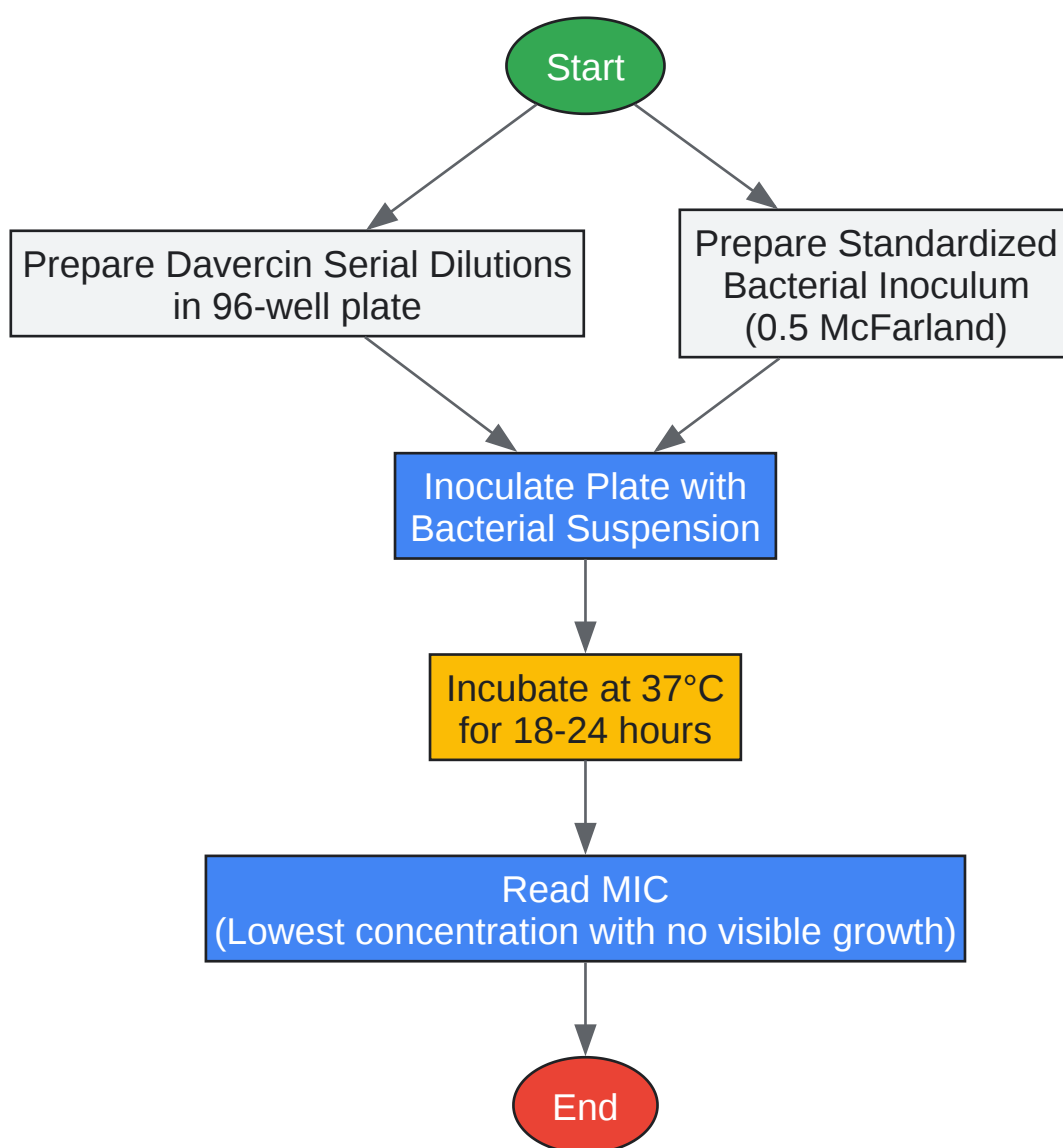 Start
Prepare Davercin Serial Dilutions
in 96-well plate
Prepare Standardized
Bacterial Inoculum
(0.5 McFarland)
Inoculate Plate with
Bacterial Suspension
Incubate at 37°C
for 18-24 hours
Read MIC
(Lowest concentration with no visible growth)
End